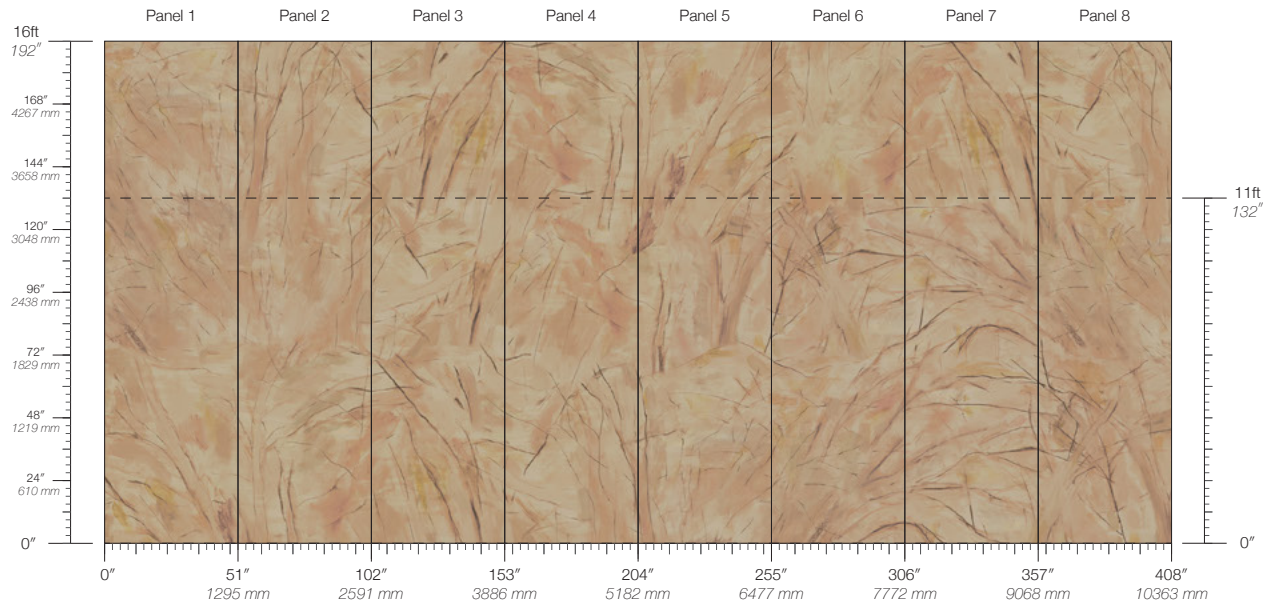 Panel 1 Panel 2 Panel 3 Panel 4 Panel 5 Panel 6 Panel 7 Panel 8
16ft
192″
168″
4267 mm
144″
3658 mm
11ft
132″
120″
3048 mm
96″
2438 mm
72″
1829 mm
48″
1219 mm
24″
610 mm
0″ 0″
0″ 51″ 102″ 153″ 204″ 255″ 306″ 357″ 408″
1295 mm 2591 mm 3886 mm 5182 mm 6477 mm 7772 mm 9068 mm 10363 mm